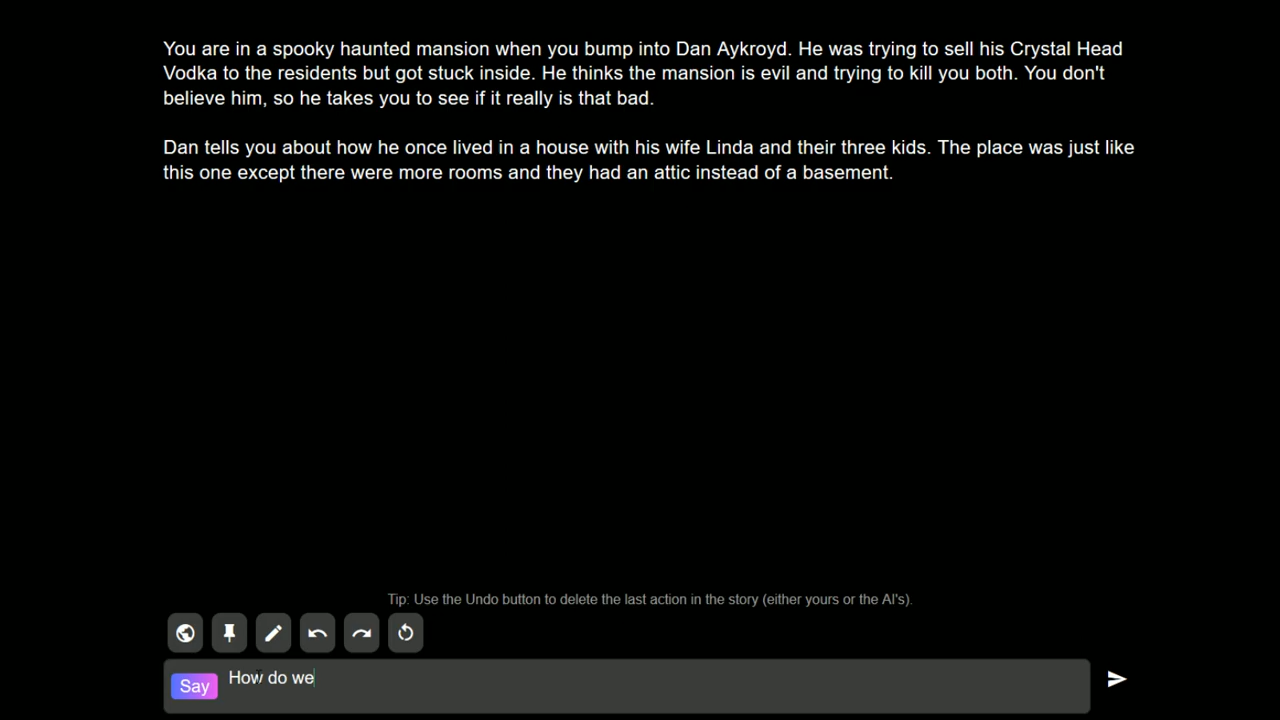 You are in a spooky haunted mansion when you bump into Dan Aykroyd. He was trying to sell his Crystal Head
Vodka to the residents but got stuck inside. He thinks the mansion is evil and trying to kill you both. You don't
believe him, so he takes you to see if it really is that bad.
Dan tells you about how he once lived in a house with his wife Linda and their three kids. The place was just like
this one except there were more rooms and they had an attic instead of a basement.
Tip: Use the Undo button to delete the last action in the story (either yours or the AI's).
Say How do we